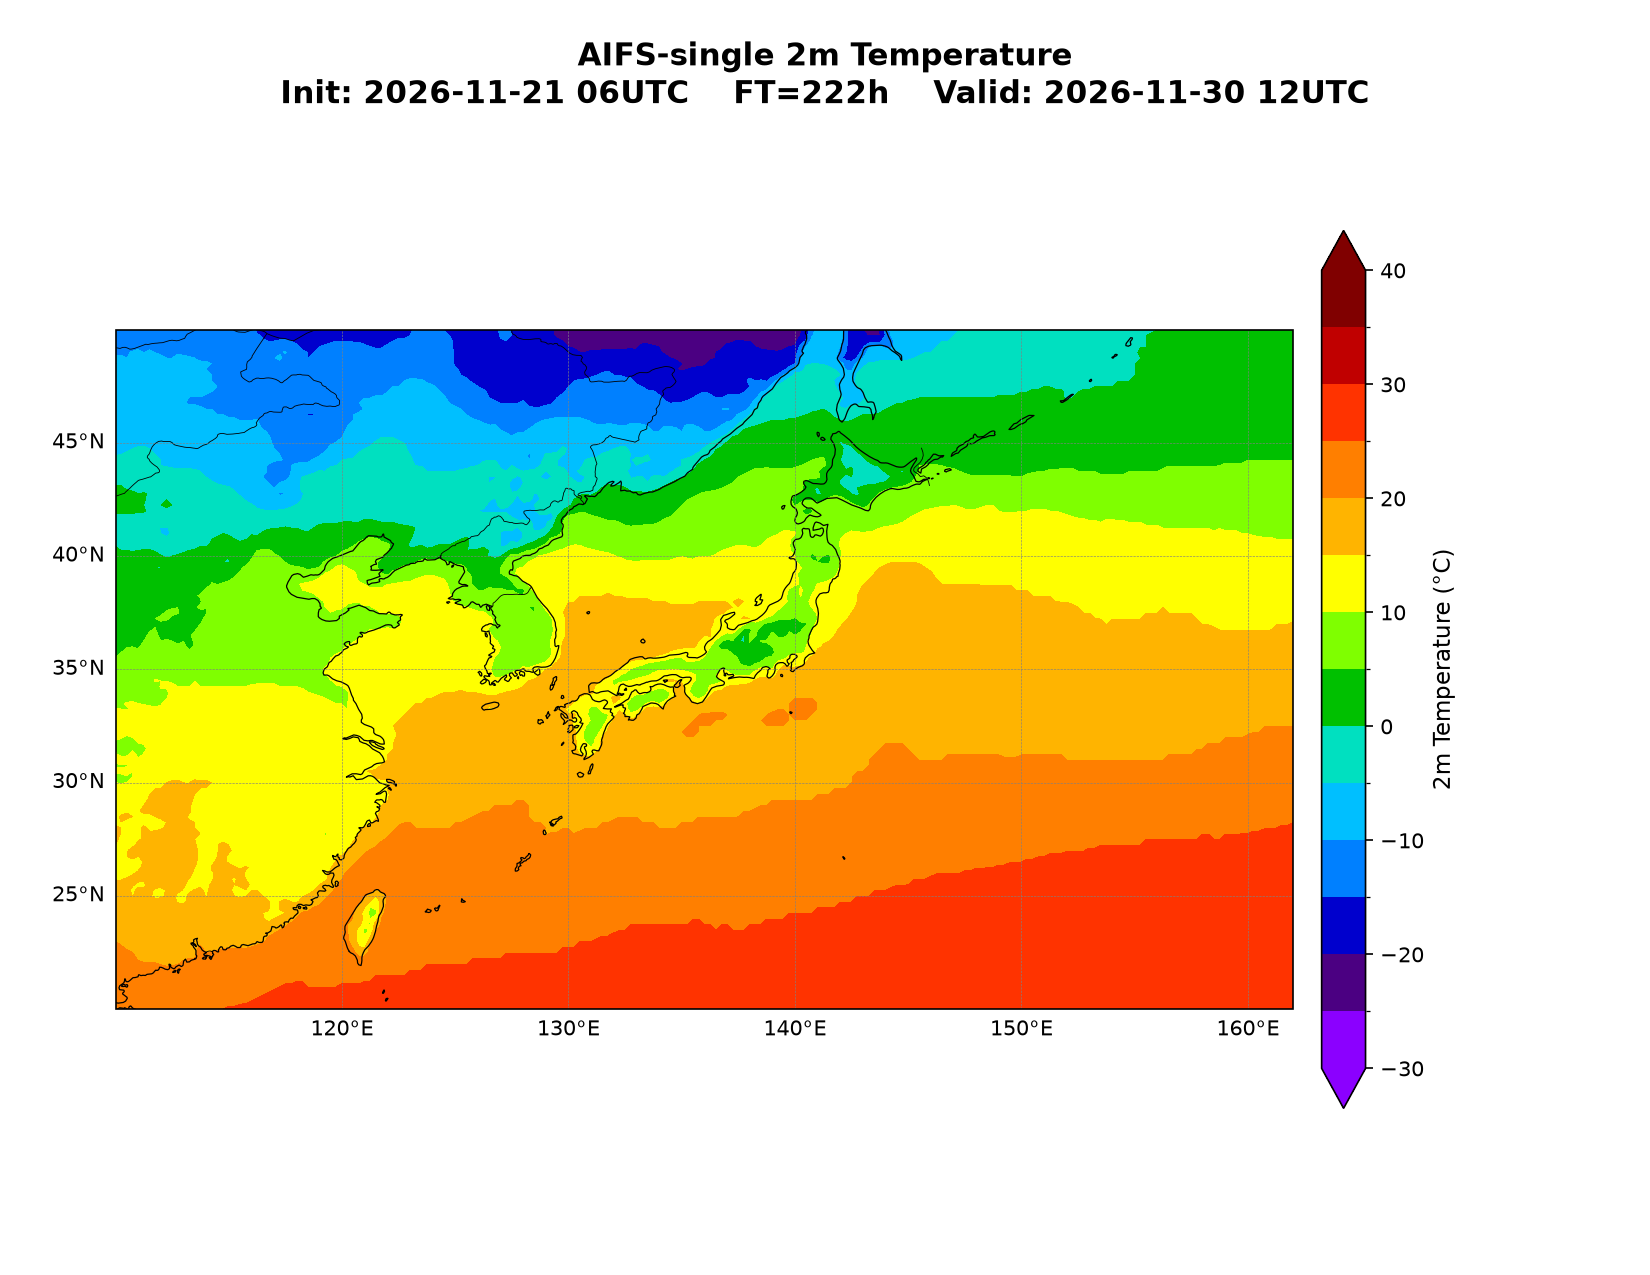 AIFS-single 2m Temperature
Init: 2026-11-21 06UTC    FT=222h    Valid: 2026-11-30 12UTC
45°N
40°N
35°N
30°N
25°N
120°E
130°E
140°E
150°E
160°E
40
30
20
10
0
−10
−20
−30
2m Temperature (°C)